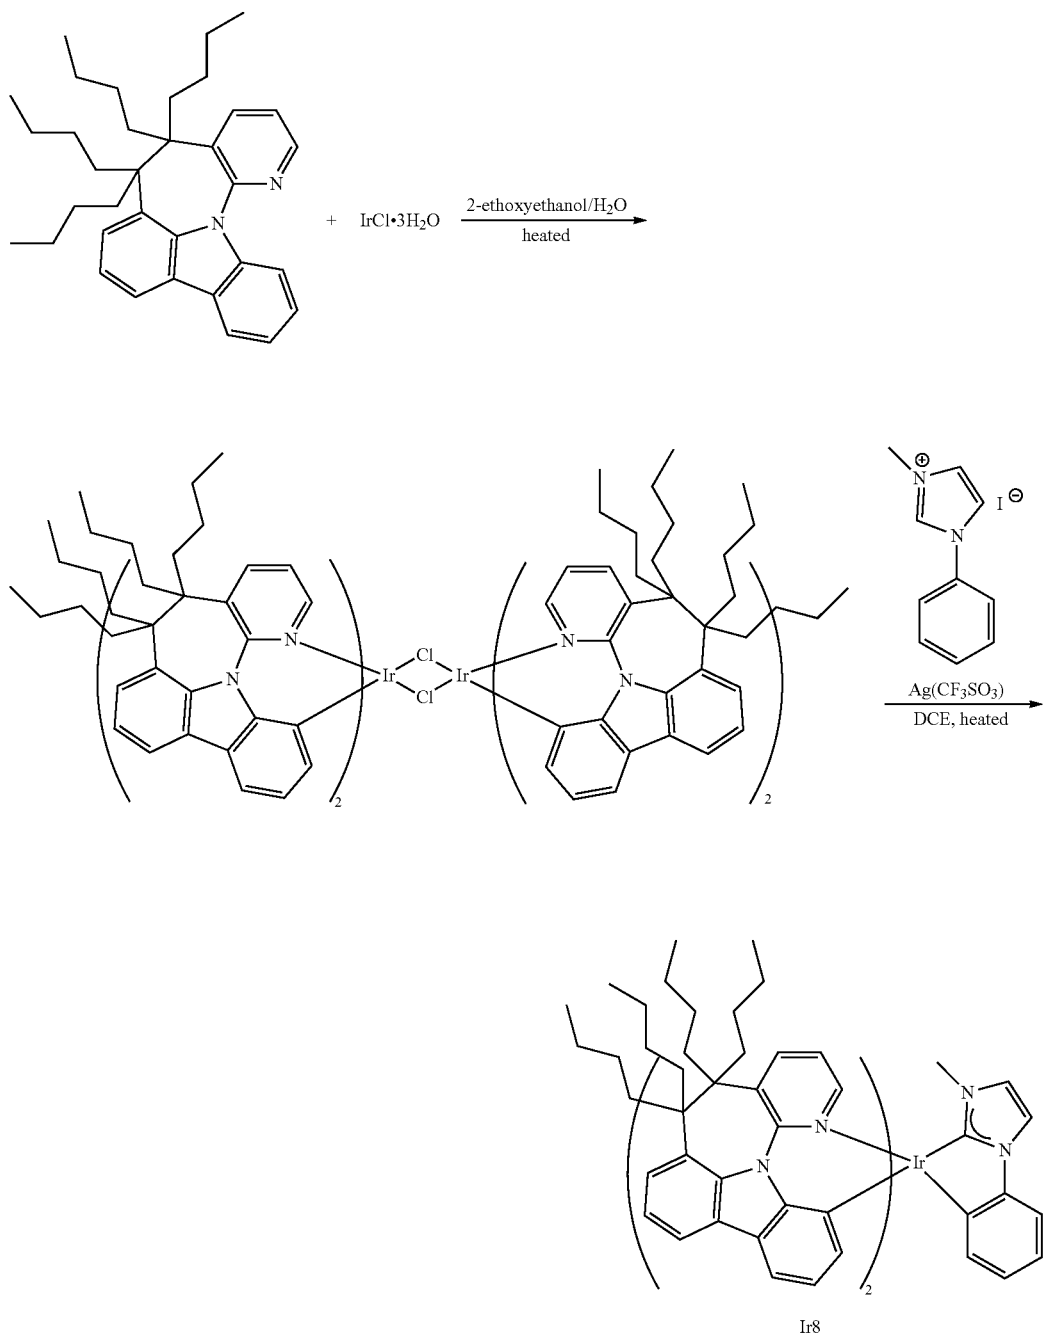 N
N
+ IrCl•3H₂O
2-ethoxyethanol/H₂O
heated
N
N
2
Ir
Cl
Cl
Ir
N
N
2
N⊕
I⊖
N
Ag(CF₃SO₃)
DCE, heated
N
N
2
Ir
N
N
Ir8